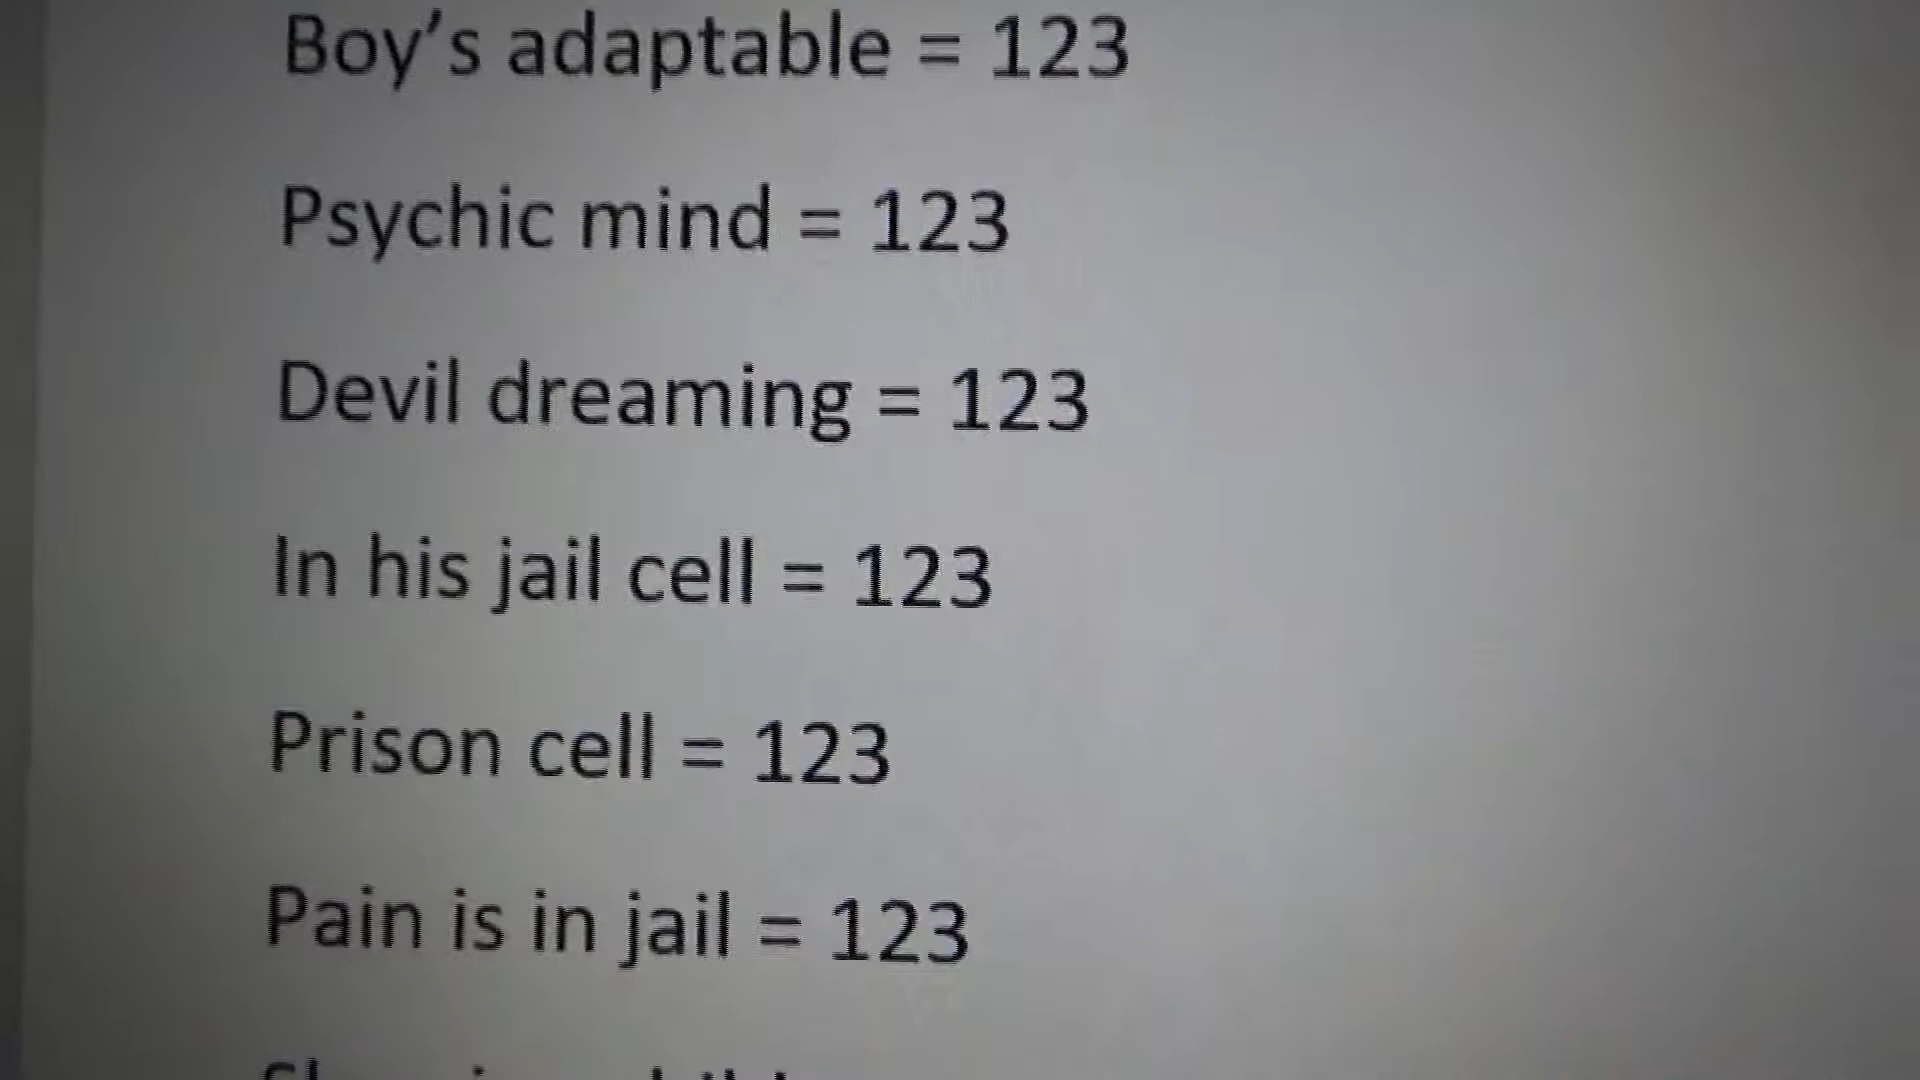 Boy's adaptable = 123
Psychic mind = 123
Devil dreaming = 123
In his jail cell = 123
Prison cell = 123
Pain is in jail = 123